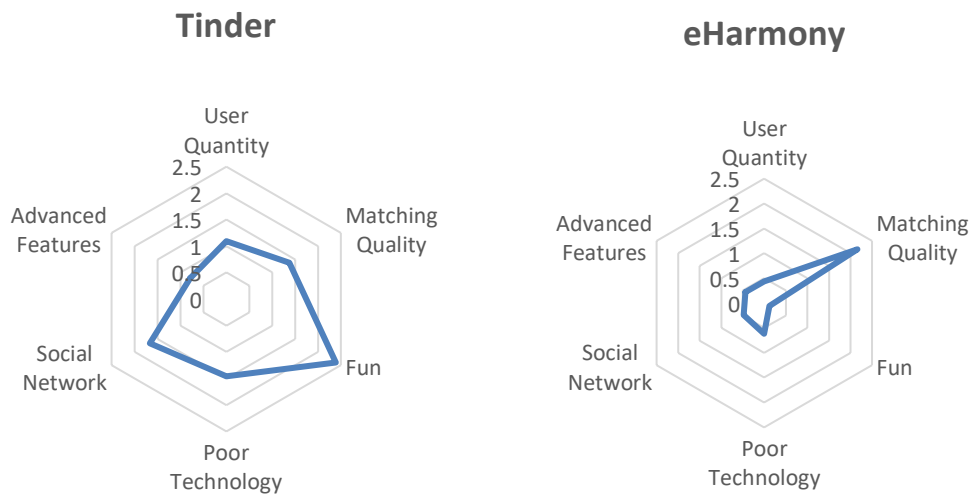 Tinder
User
Quantity
2.5
2
1.5
1
0.5
0
Matching
Quality
Fun
Poor
Technology
Social
Network
Advanced
Features
eHarmony
User
Quantity
2.5
2
1.5
1
0.5
0
Matching
Quality
Fun
Poor
Technology
Social
Network
Advanced
Features